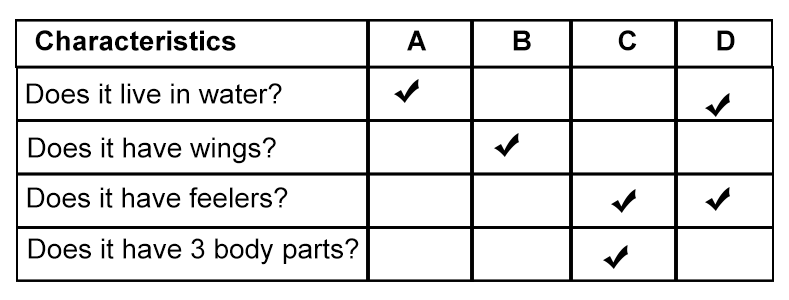 Characteristics A B C D
Does it live in water? ✓ ✓
Does it have wings? ✓
Does it have feelers? ✓ ✓
Does it have 3 body parts? ✓